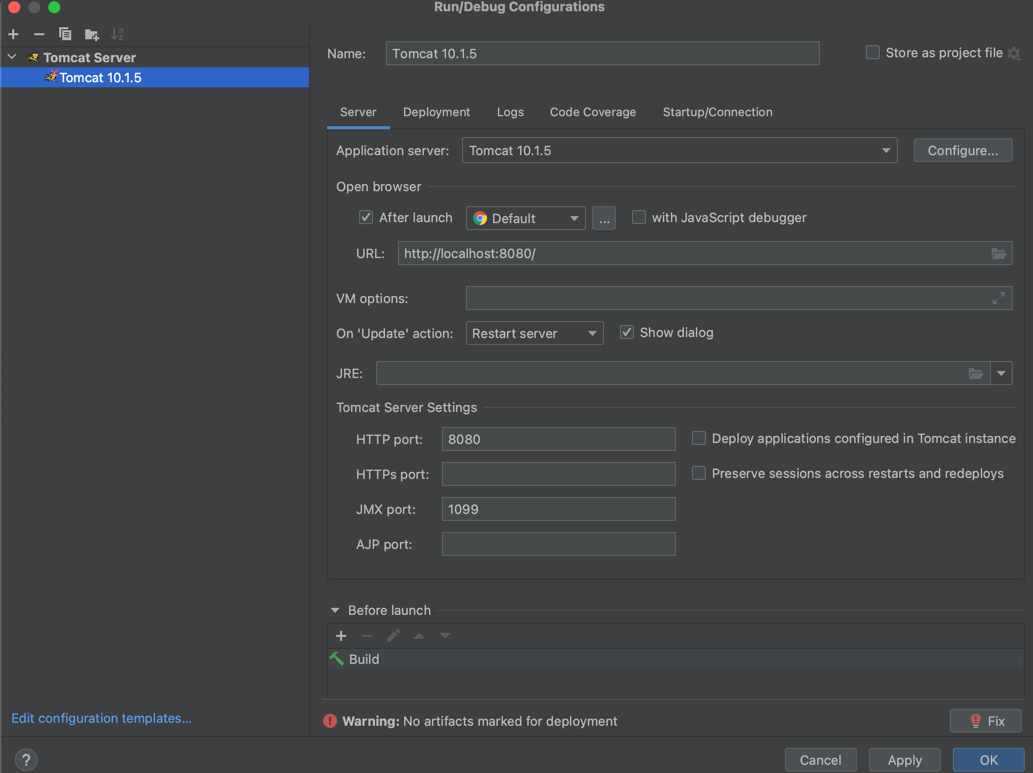 Run/Debug Configurations
Tomcat Server
Tomcat 10.1.5
Name: Tomcat 10.1.5 Store as project file
Server Deployment Logs Code Coverage Startup/Connection
Application server: Tomcat 10.1.5 Configure...
Open browser
After launch Default ... with JavaScript debugger
URL: http://localhost:8080/
VM options:
On 'Update' action: Restart server Show dialog
JRE:
Tomcat Server Settings
HTTP port: 8080 Deploy applications configured in Tomcat instance
HTTPs port: Preserve sessions across restarts and redeploys
JMX port: 1099
AJP port:
Before launch
Build
Edit configuration templates...
Warning: No artifacts marked for deployment Fix
? Cancel Apply OK